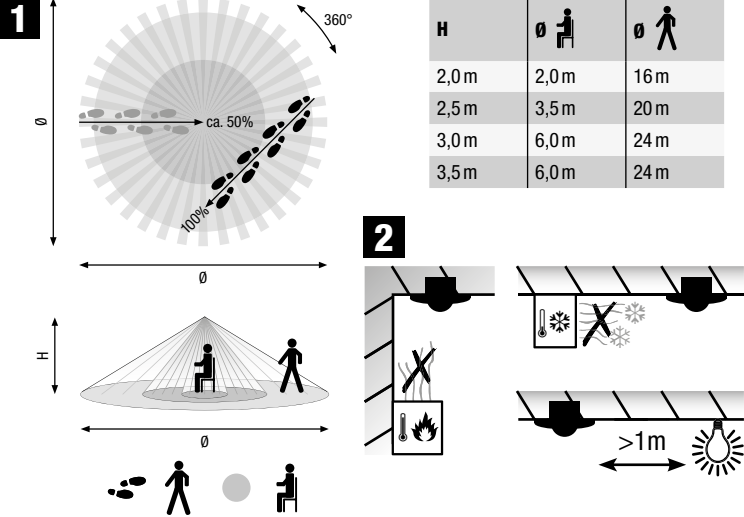 1
360°
Ø
ca. 50%
100%
Ø
H
Ø
H Ø Ø
2,0 m 2,0 m 16 m
2,5 m 3,5 m 20 m
3,0 m 6,0 m 24 m
3,5 m 6,0 m 24 m
2
>1m